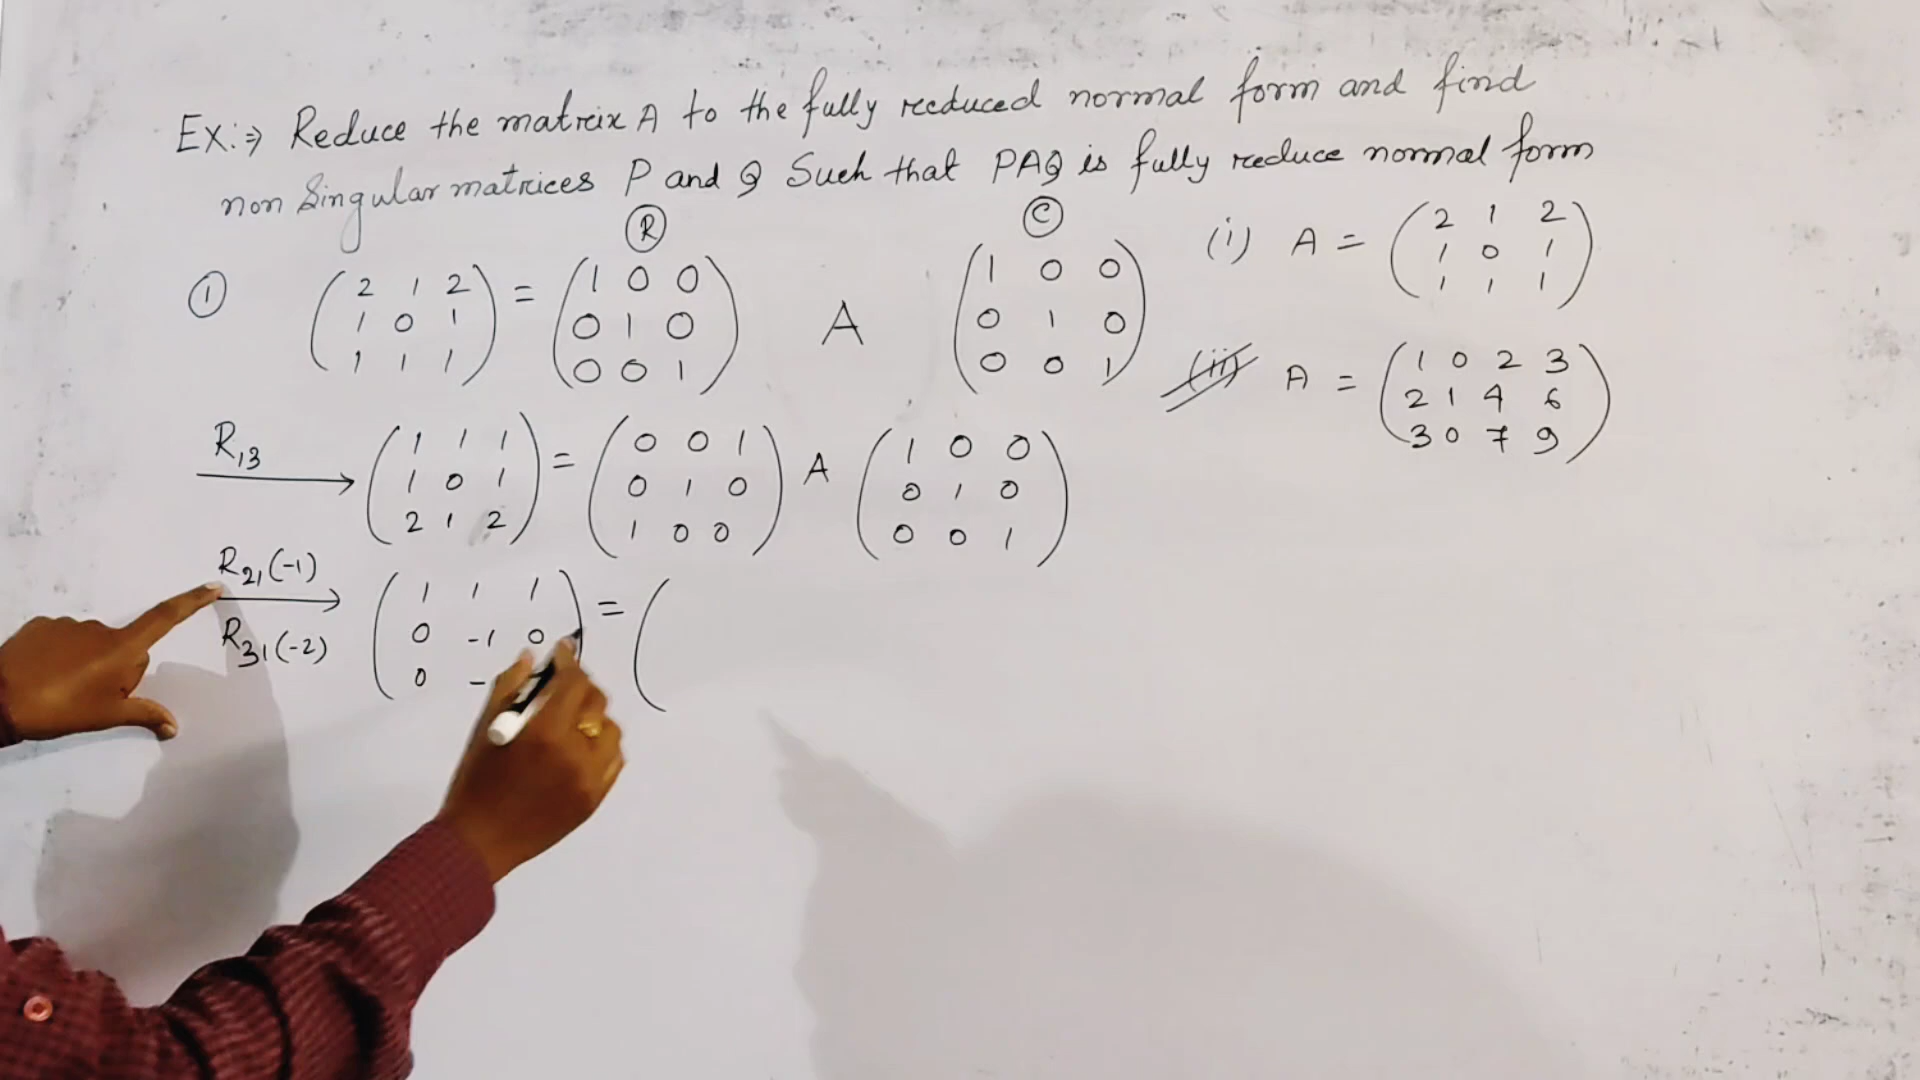 EX:⇒ Reduce the matrix A to the fully reduced normal form and find
non Singular matrices P and Q Such that PAQ is fully reduce normal form
(R)
(C)
(i) A = ( 2 1 2
1 0 1
1 1 1 )
(1) ( 2 1 2
1 0 1
1 1 1 ) = ( 1 0 0
0 1 0
0 0 1 ) A ( 1 0 0
0 1 0
0 0 1 )
(ii) A = ( 1 0 2 3
2 1 4 6
3 0 7 9 )
R13 → ( 1 1 1
1 0 1
2 1 2 ) = ( 0 0 1
0 1 0
1 0 0 ) A ( 1 0 0
0 1 0
0 0 1 )
R21(-1)
R31(-2) → ( 1 1 1
0 -1 0
0 - = (